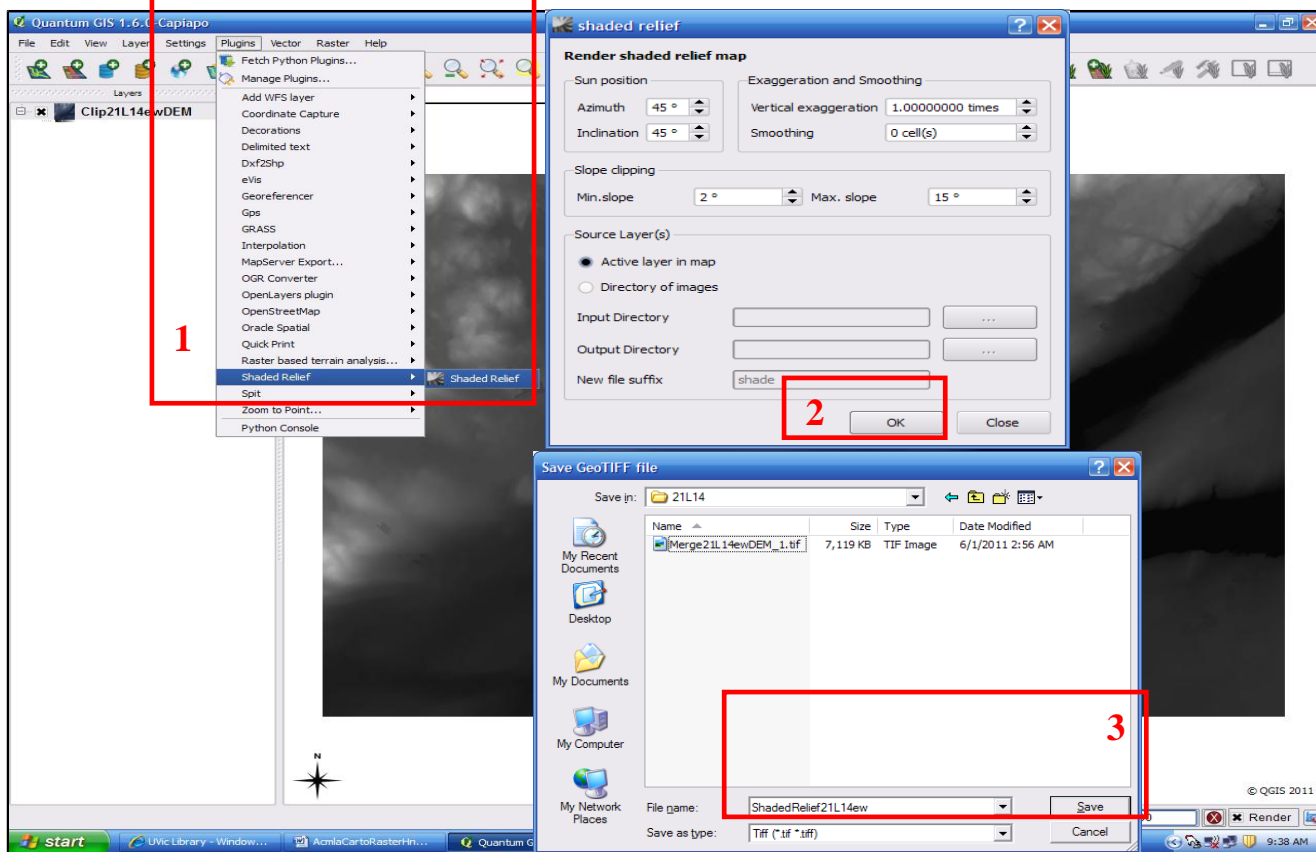 Quantum GIS 1.6.0-Capiapo
File Edit View Layer Settings Plugins Vector Raster Help
Layers
Clip21L14ewDEM
Fetch Python Plugins...
Manage Plugins...
Add WFS layer
Coordinate Capture
Decorations
Delimited text
Dxf2Shp
eVis
Georeferencer
Gps
GRASS
Interpolation
MapServer Export...
OGR Converter
OpenLayers plugin
OpenStreetMap
Oracle Spatial
Quick Print
Raster based terrain analysis...
Shaded Relief
Shaded Relief
Spit
Zoom to Point...
Python Console
1
shaded relief
Render shaded relief map
Sun position
Azimuth 45 °
Inclination 45 °
Exaggeration and Smoothing
Vertical exaggeration 1.00000000 times
Smoothing 0 cell(s)
Slope clipping
Min.slope 2 ° Max. slope 15 °
Source Layer(s)
Active layer in map
Directory of images
Input Directory ...
Output Directory ...
New file suffix shade
2
OK Close
Save GeoTIFF file
Save in: 21L14
Name Size Type Date Modified
Merge21L14ewDEM_1.tif 7,119 KB TIF Image 6/1/2011 2:56 AM
My Recent
Documents
Desktop
My Documents
My Computer
My Network
Places
3
File name: ShadedRelief21L14ew Save
Save as type: Tiff (*.tif *.tiff) Cancel
N
© QGIS 2011
Render
start
UVic Library - Window...
AcmlaCartoRasterHn...
Quantum G
9:38 AM